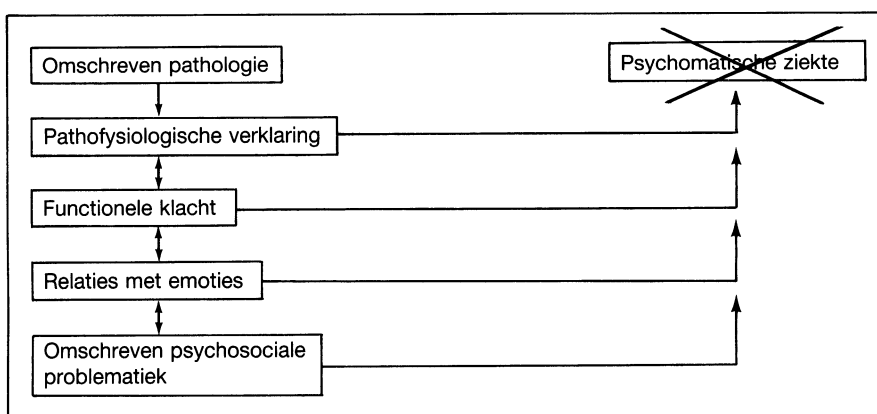 Omschreven pathologie
Psychomatische ziekte
Pathofysiologische verklaring
Functionele klacht
Relaties met emoties
Omschreven psychosociale
problematiek